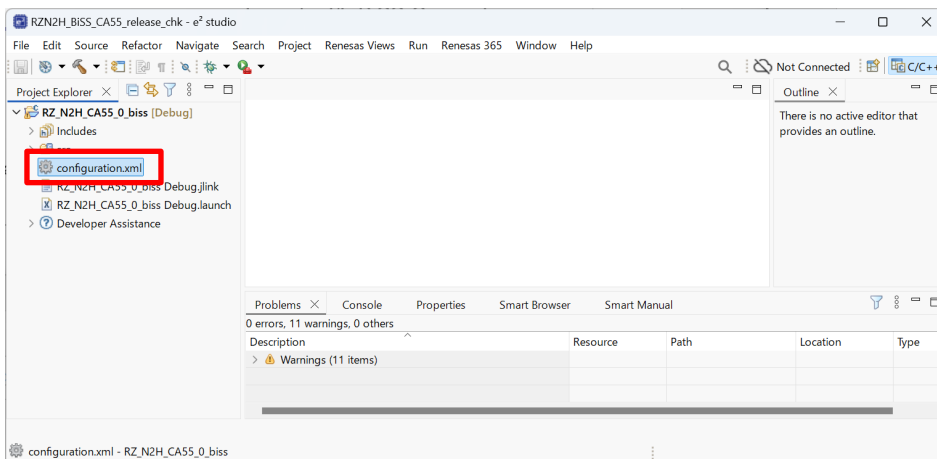 RZN2H_BiSS_CA55_release_chk - e² studio
File Edit Source Refactor Navigate Search Project Renesas Views Run Renesas 365 Window Help
Not Connected C/C++
Project Explorer
Outline
RZ_N2H_CA55_0_biss [Debug]
There is no active editor that
provides an outline.
Includes
configuration.xml
RZ_N2H_CA55_0_biss Debug.jlink
RZ_N2H_CA55_0_biss Debug.launch
Developer Assistance
Problems Console Properties Smart Browser Smart Manual
0 errors, 11 warnings, 0 others
Description Resource Path Location Type
Warnings (11 items)
configuration.xml - RZ_N2H_CA55_0_biss